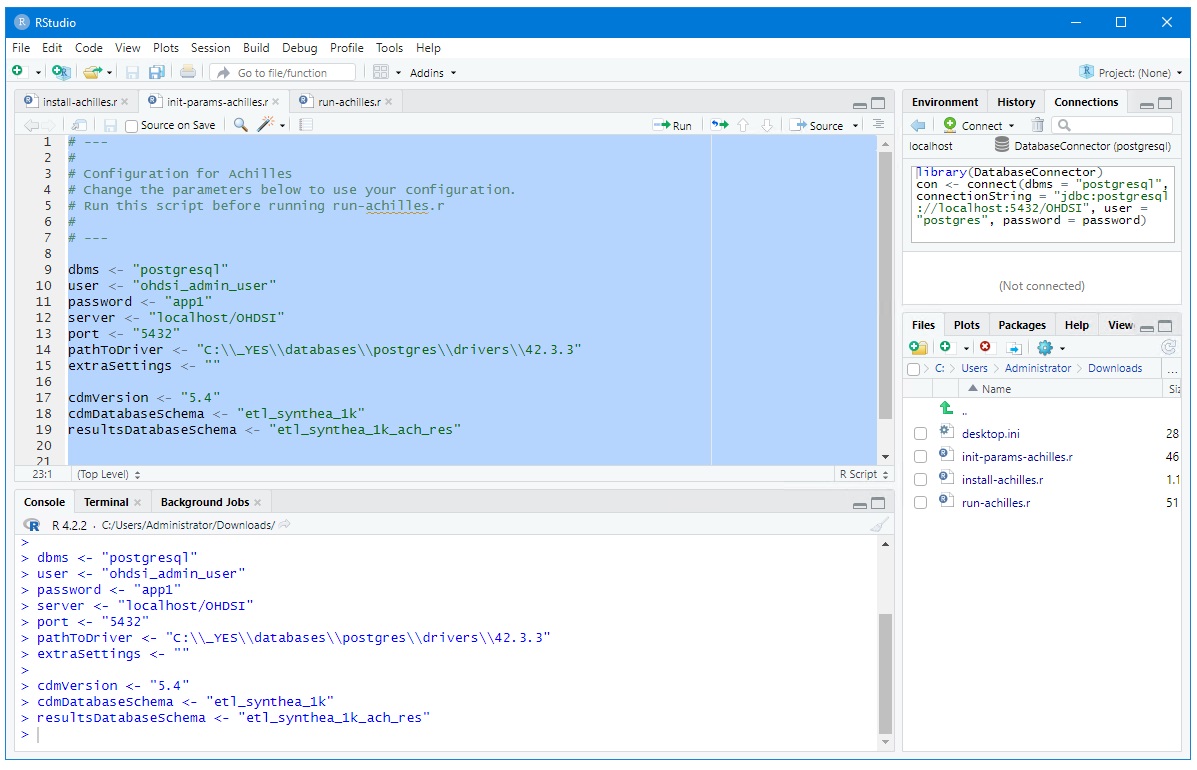 RStudio
File Edit Code View Plots Session Build Debug Profile Tools Help
Go to file/function Addins Project: (None)
install-achilles.r init-params-achilles.r run-achilles.r
Source on Save Run Source
1 # ---
2 #
3 # Configuration for Achilles
4 # Change the parameters below to use your configuration.
5 # Run this script before running run-achilles.r
6 #
7 # ---
8
9 dbms <- "postgresql"
10 user <- "ohdsi_admin_user"
11 password <- "app1"
12 server <- "localhost/OHDSI"
13 port <- "5432"
14 pathToDriver <- "C:\\_YES\\databases\\postgres\\drivers\\42.3.3"
15 extraSettings <- ""
16
17 cdmVersion <- "5.4"
18 cdmDatabaseSchema <- "etl_synthea_1k"
19 resultsDatabaseSchema <- "etl_synthea_1k_ach_res"
20
21
23:1 (Top Level) R Script
Console Terminal Background Jobs
R 4.2.2 · C:/Users/Administrator/Downloads/
>
> dbms <- "postgresql"
> user <- "ohdsi_admin_user"
> password <- "app1"
> server <- "localhost/OHDSI"
> port <- "5432"
> pathToDriver <- "C:\\_YES\\databases\\postgres\\drivers\\42.3.3"
> extraSettings <- ""
>
> cdmVersion <- "5.4"
> cdmDatabaseSchema <- "etl_synthea_1k"
> resultsDatabaseSchema <- "etl_synthea_1k_ach_res"
>
Environment History Connections
Connect
localhost DatabaseConnector (postgresql)
library(DatabaseConnector)
con <- connect(dbms = "postgresql",
connectionString = "jdbc:postgresql
://localhost:5432/OHDSI", user =
"postgres", password = password)
(Not connected)
Files Plots Packages Help View
C: Users Administrator Downloads ...
Name Siz
..
desktop.ini 28
init-params-achilles.r 46
install-achilles.r 1.1
run-achilles.r 51